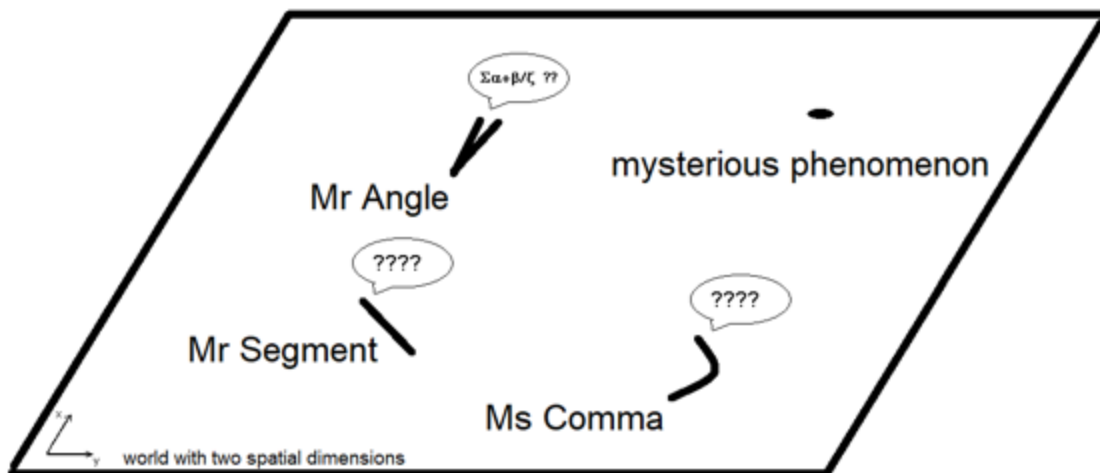 Σα+β/ζ ??
mysterious phenomenon
Mr Angle
????
????
Mr Segment
Ms Comma
X
Y
world with two spatial dimensions